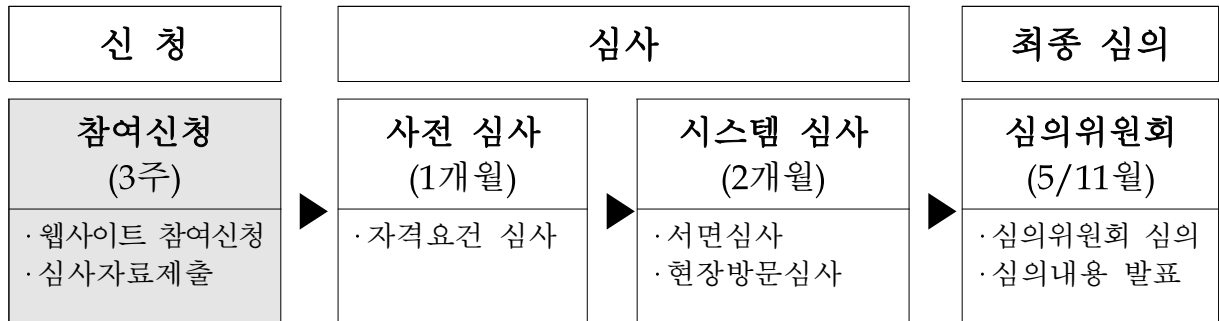 신 청
심사
최종 심의
참여신청
(3주)
· 웹사이트 참여신청
· 심사자료제출
▶
사전 심사
(1개월)
· 자격요건 심사
▶
시스템 심사
(2개월)
· 서면심사
· 현장방문심사
▶
심의위원회
(5/11월)
· 심의위원회 심의
· 심의내용 발표